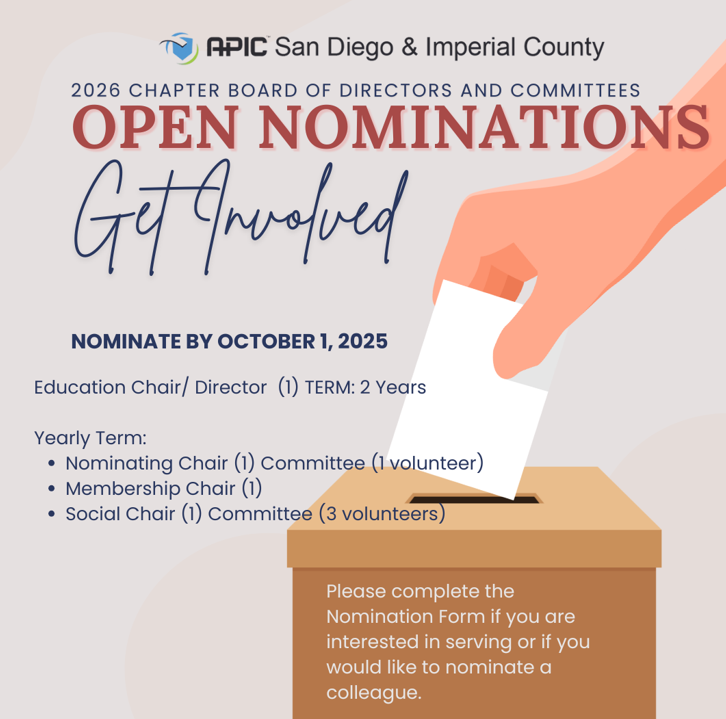 APIC San Diego & Imperial County
2026 CHAPTER BOARD OF DIRECTORS AND COMMITTEES
OPEN NOMINATIONS
Get Involved
NOMINATE BY OCTOBER 1, 2025
Education Chair/ Director (1) TERM: 2 Years
Yearly Term:
• Nominating Chair (1) Committee (1 volunteer)
• Membership Chair (1)
• Social Chair (1) Committee (3 volunteers)
Please complete the
Nomination Form if you are
interested in serving or if you
would like to nominate a
colleague.